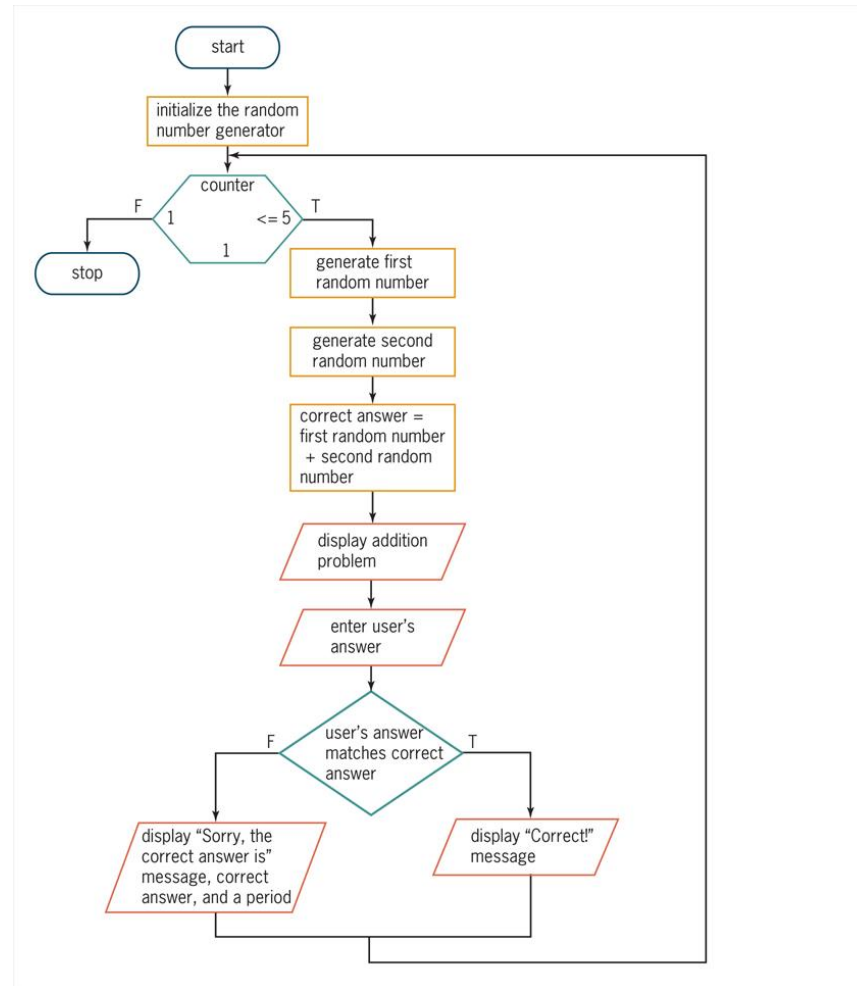 start
initialize the random
number generator
counter
F
1
<= 5
T
1
stop
generate first
random number
generate second
random number
correct answer =
first random number
+ second random
number
display addition
problem
enter user's
answer
user's answer
matches correct
answer
F
T
display “Sorry, the
correct answer is”
message, correct
answer, and a period
display “Correct!”
message